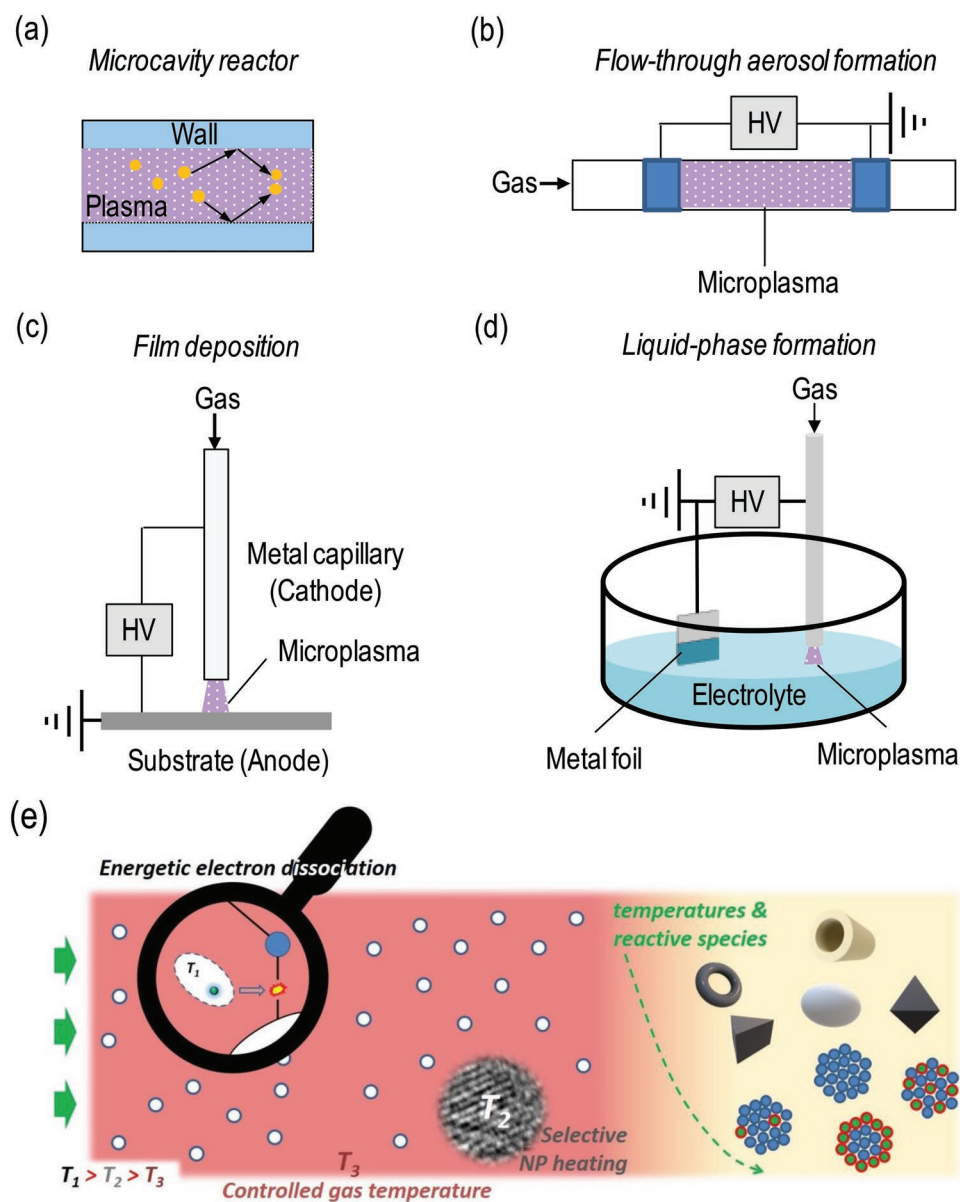 (a)
Microcavity reactor
Wall
Plasma
(b)
Flow-through aerosol formation
HV
Gas
Microplasma
(c)
Film deposition
Gas
Metal capillary
(Cathode)
HV
Microplasma
Substrate (Anode)
(d)
Liquid-phase formation
Gas
HV
Electrolyte
Metal foil
Microplasma
(e)
Energetic electron dissociation
T₁
temperatures &
reactive species
T₂
Selective
NP heating
T₃
T₁ > T₂ > T₃
Controlled gas temperature